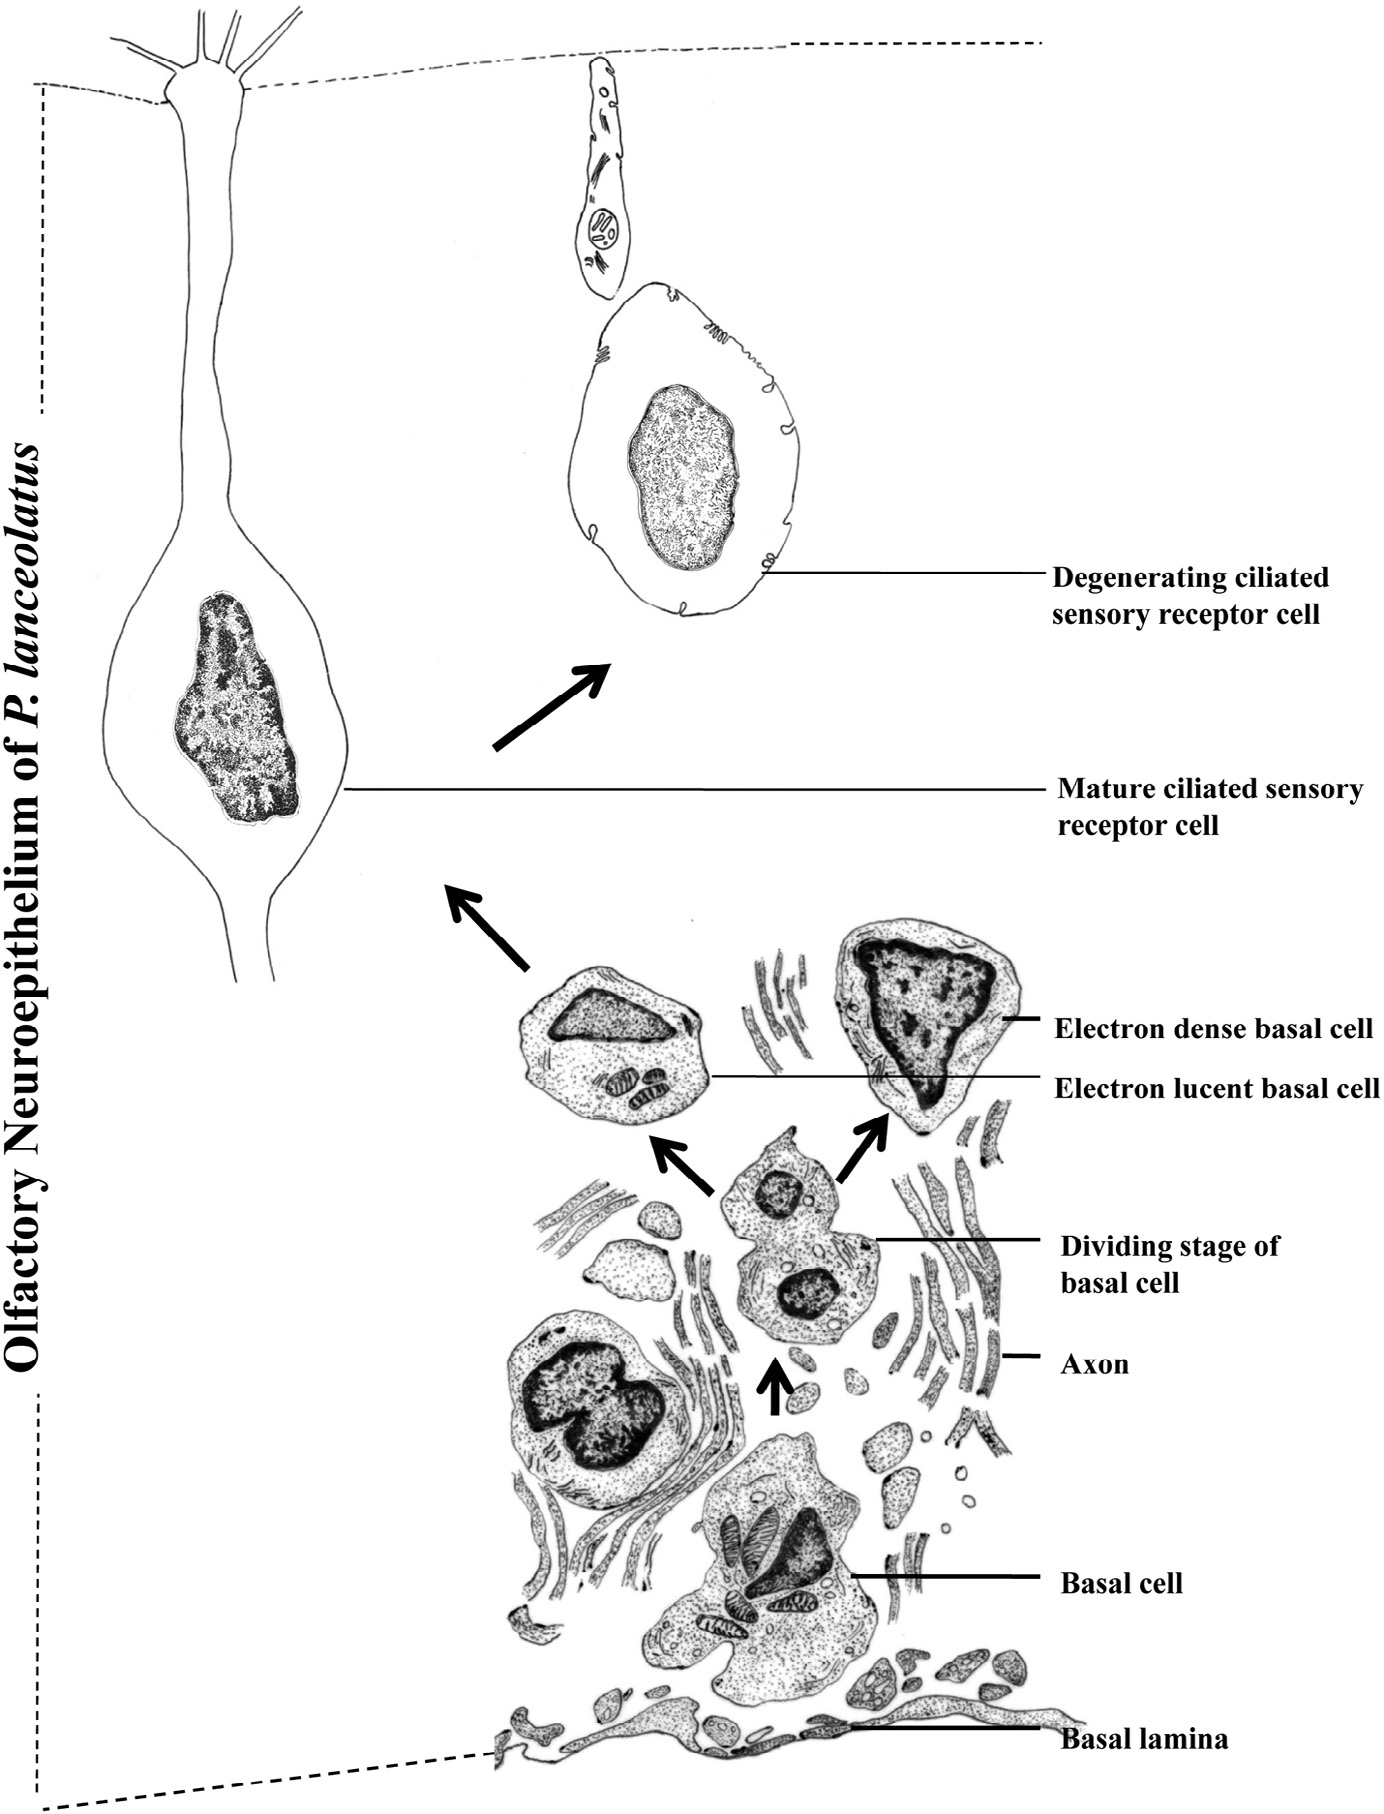 Olfactory Neuroepithelium of P. lanceolatus
Degenerating ciliated
sensory receptor cell
Mature ciliated sensory
receptor cell
Electron dense basal cell
Electron lucent basal cell
Dividing stage of
basal cell
Axon
Basal cell
Basal lamina